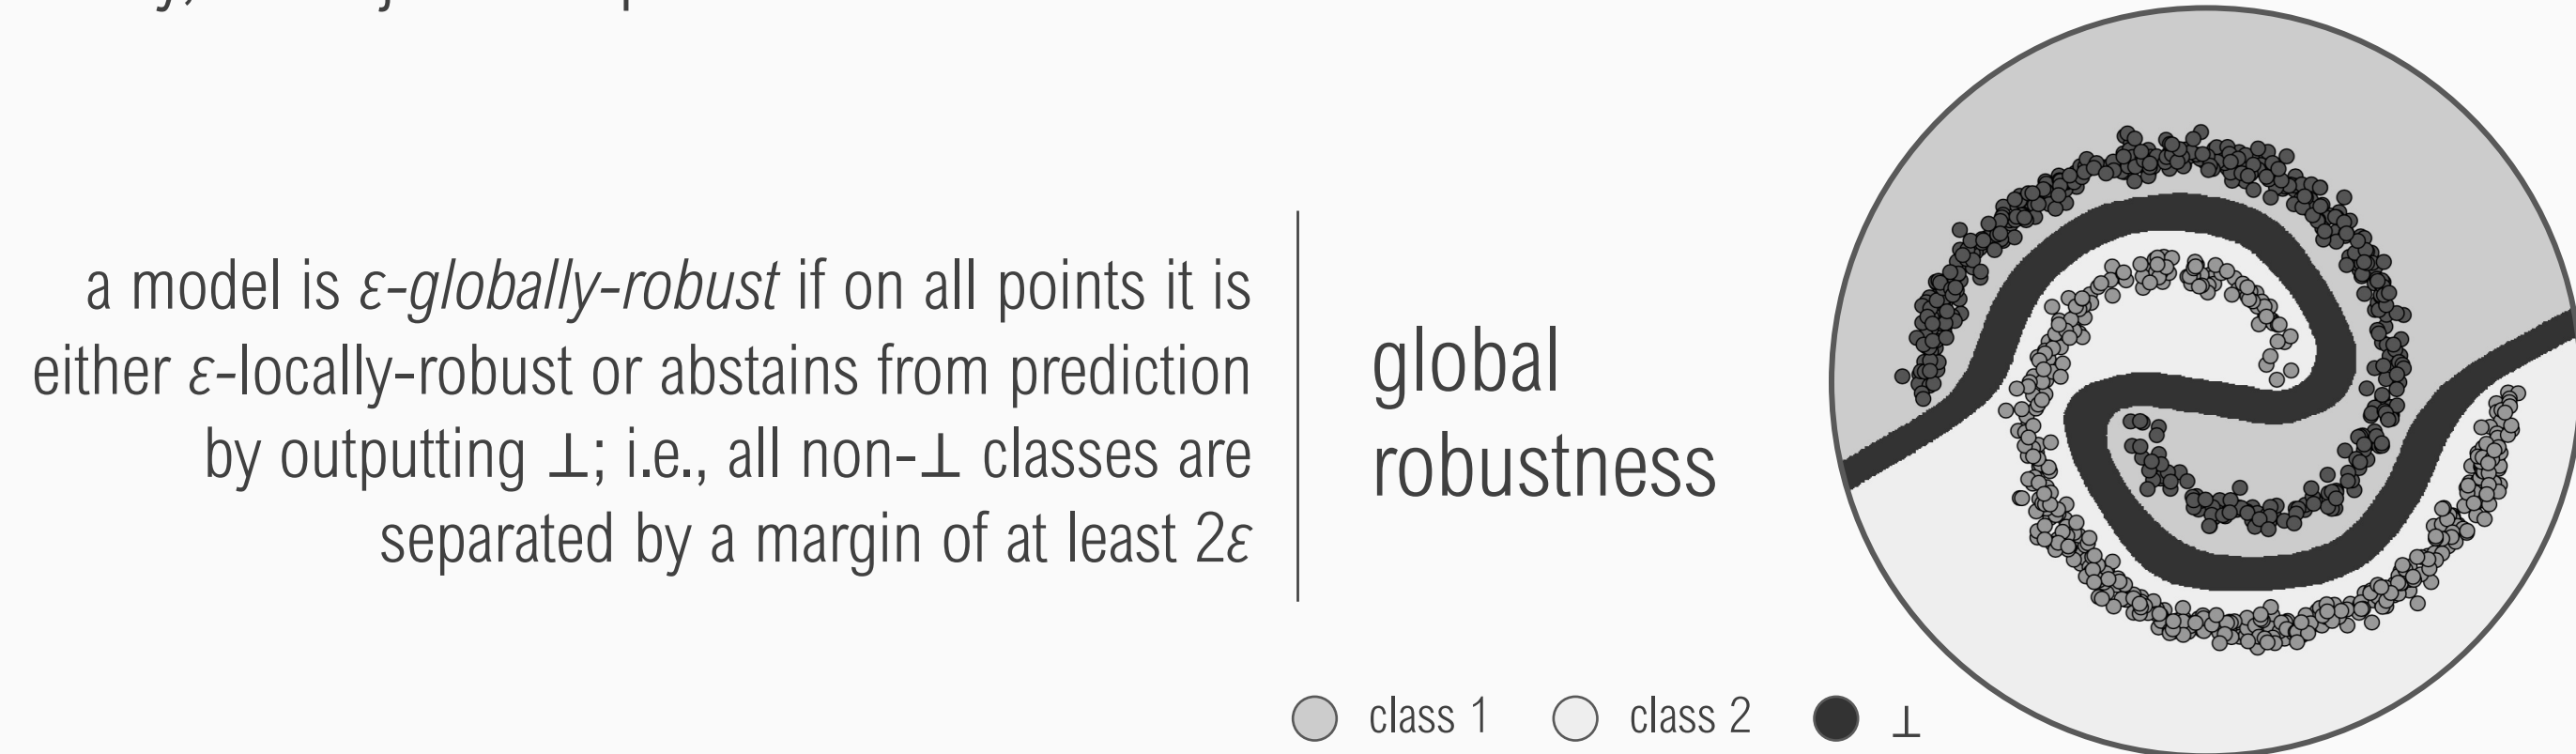 a model is ε-globally-robust if on all points it is
either ε-locally-robust or abstains from prediction
by outputting ⊥; i.e., all non-⊥ classes are
separated by a margin of at least 2ε
global
robustness
class 1
class 2
⊥